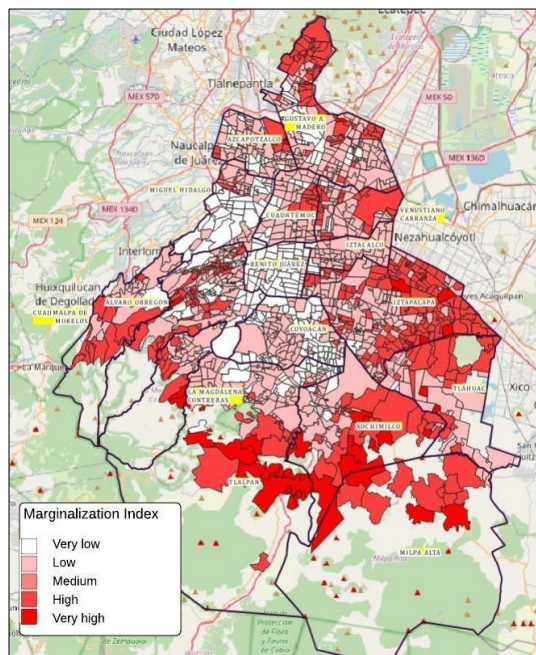 Ciudad López
Mateos
Tlalnepantla
MEX 57D
MEX 5D
GUSTAVO A.
MADERO
AZCAPOTZALCO
Naucalpan
de Juárez
MEX 136D
MIGUEL HIDALGO
Chimalhuacán
CUAUHTÉMOC
VENUSTIANO
CARRANZA
MEX 134D
MEX 134
Nezahualcóyotl
IZTACALCO
BENITO JUÁREZ
Huixquilucan
de Degollado
CUAJIMALPA DE
MORELOS
ÁLVARO OBREGÓN
IZTAPALAPA
COYOACÁN
TLÁHUAC
Xico
LA MAGDALENA
CONTRERAS
XOCHIMILCO
TLALPAN
MILPA ALTA
Milpa Alta
Marginalization Index
Very low
Low
Medium
High
Very high